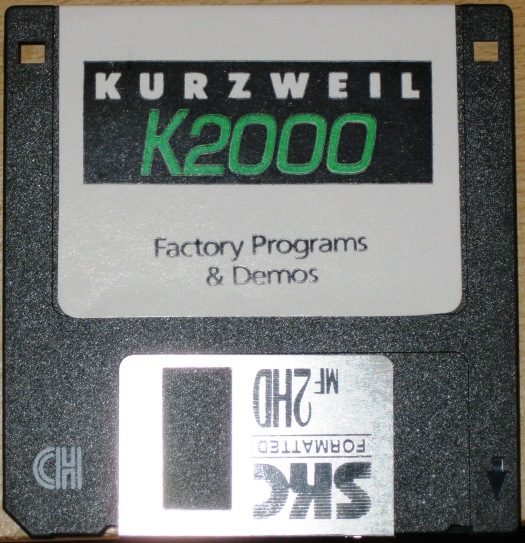 KURZWEIL
K2000
Factory Programs
& Demos
MF 2HD
FORMATTED
SKC